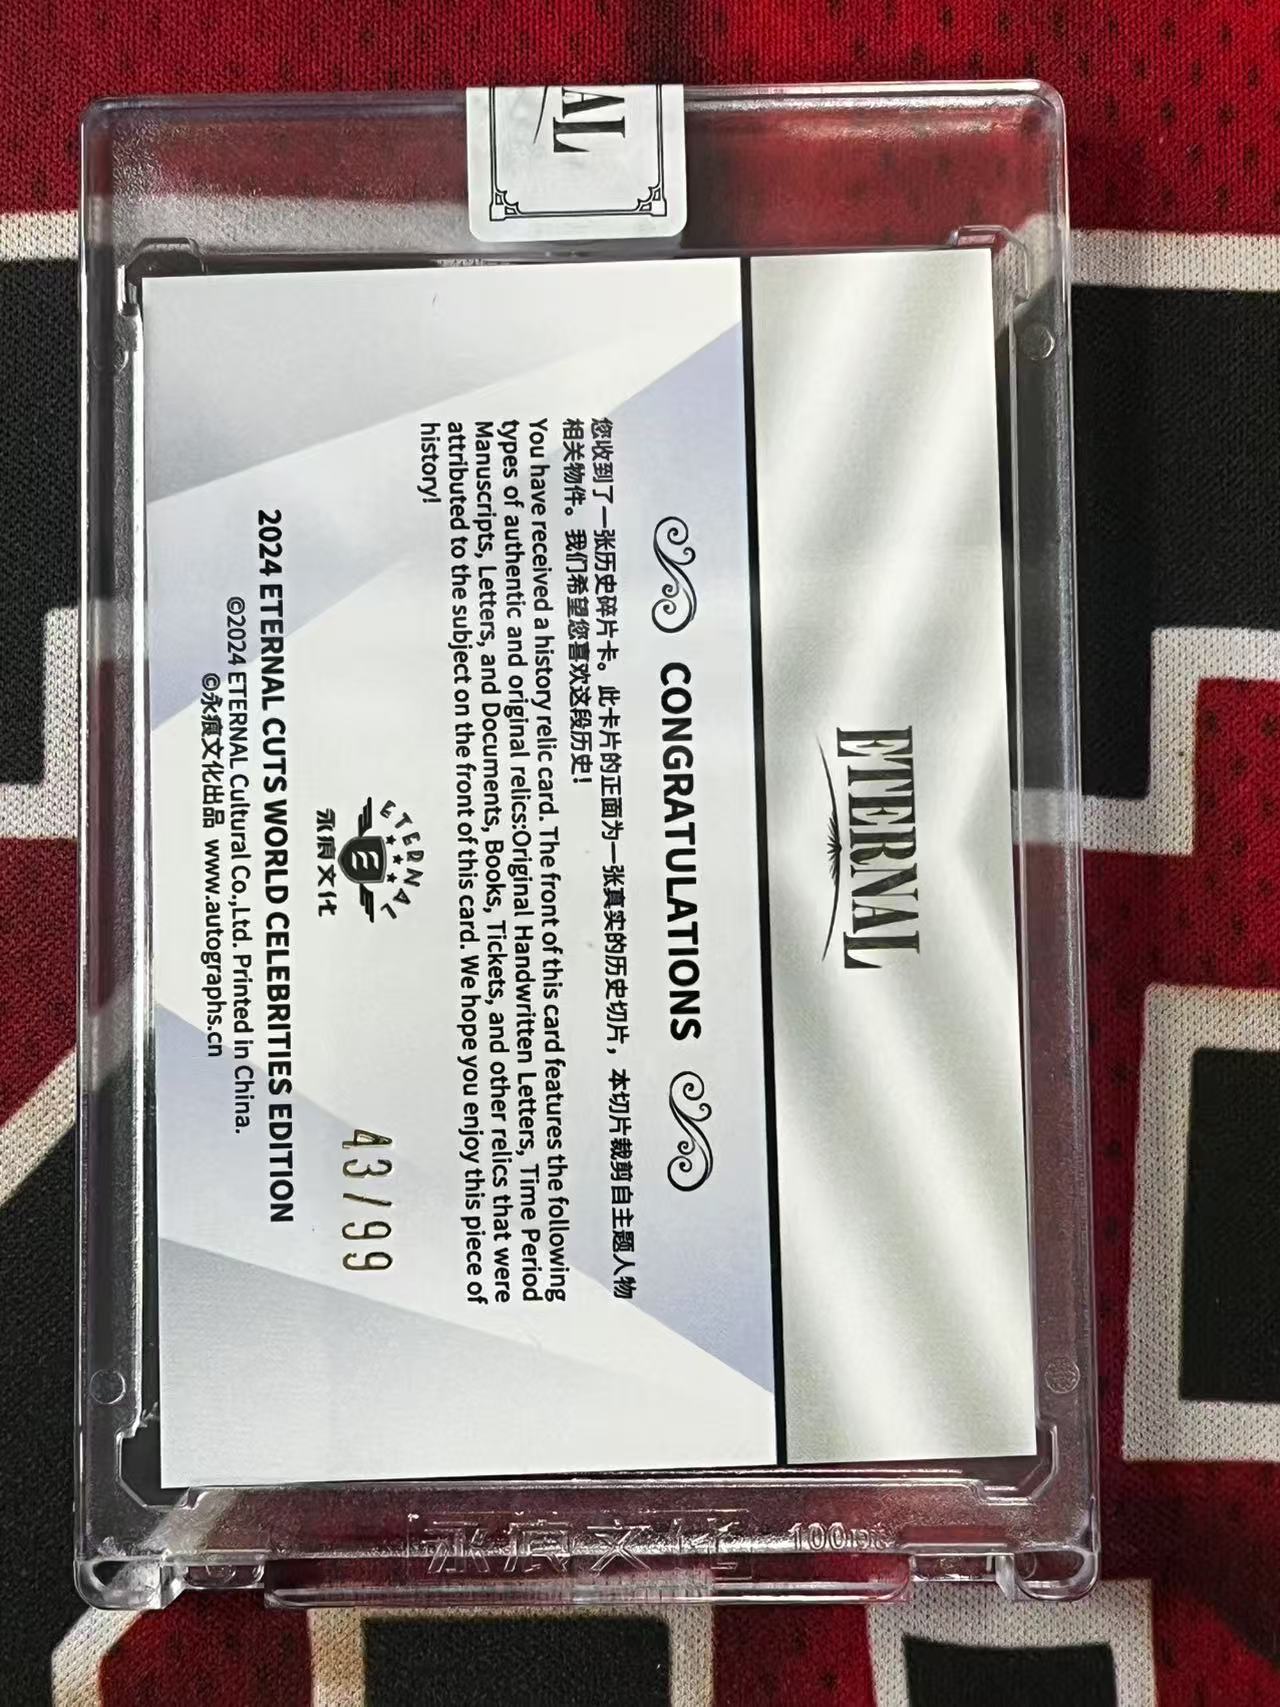 AL
ETERNAL
CONGRATULATIONS
您收到了一张历史碎片卡。此卡片的正面为一张真实的历史切片，本切片裁剪自主题人物
相关物件。我们希望您喜欢这段历史！
You have received a history relic card. The front of this card features the following
types of authentic and original relics:Original Handwritten Letters, Time Period
Manuscripts, Letters, and Documents, Books, Tickets, and other relics that were
attributed to the subject on the front of this card. We hope you enjoy this piece of
history!
ETERNAL
E
永痕文化
43/99
2024 ETERNAL CUTS WORLD CELEBRITIES EDITION
©2024 ETERNAL Cultural Co.,Ltd. Printed in China.
©永痕文化出品 www.autographs.cn
永痕文化 100pt